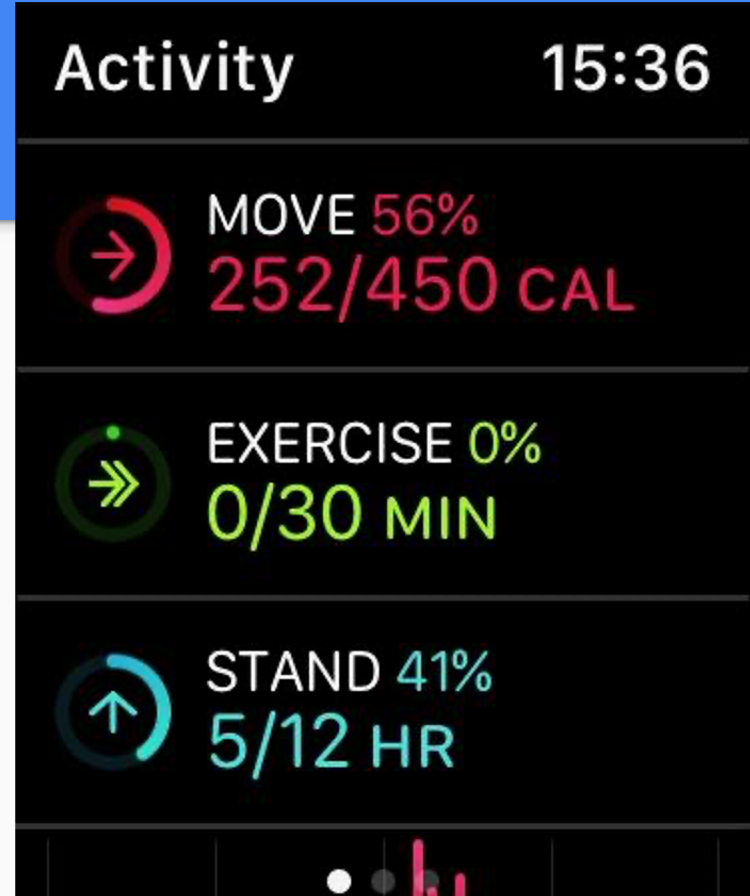 Activity 15:36
MOVE 56%
252/450 CAL
EXERCISE 0%
0/30 MIN
STAND 41%
5/12 HR